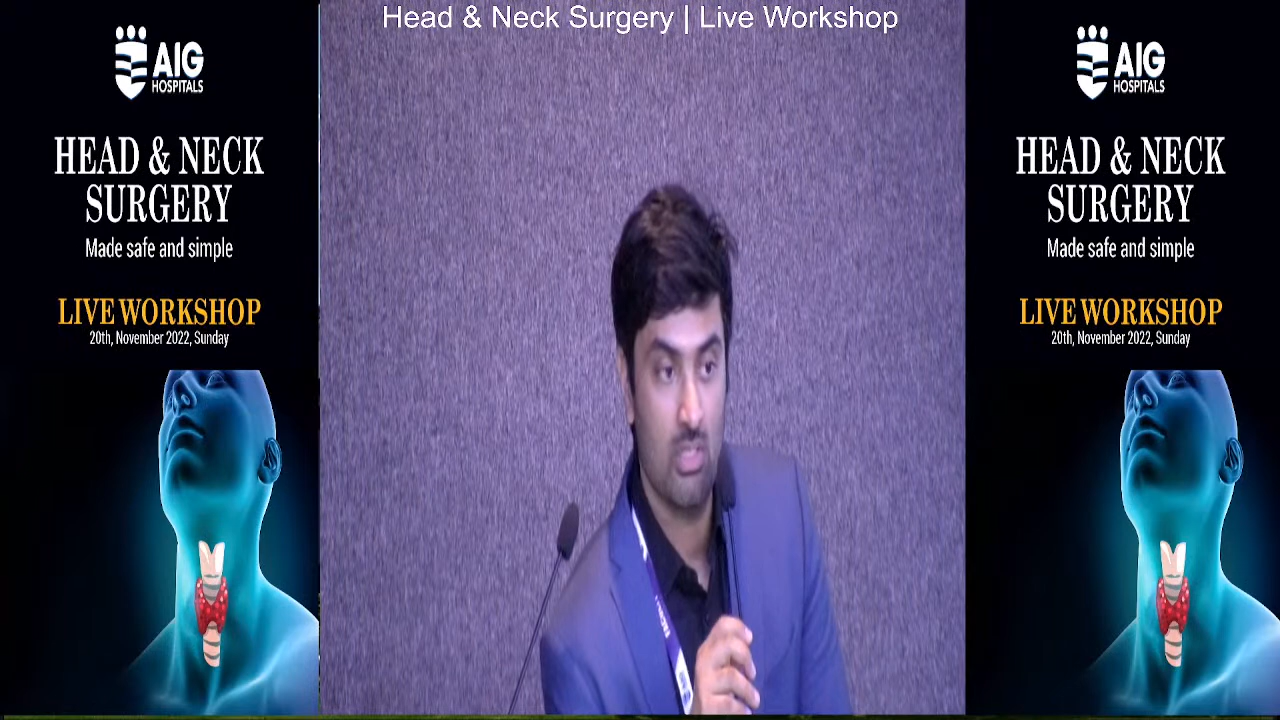 Head & Neck Surgery | Live Workshop
AIG
HOSPITALS
HEAD & NECK
SURGERY
Made safe and simple
LIVE WORKSHOP
20th, November 2022, Sunday
AIG
HOSPITALS
HEAD & NECK
SURGERY
Made safe and simple
LIVE WORKSHOP
20th, November 2022, Sunday